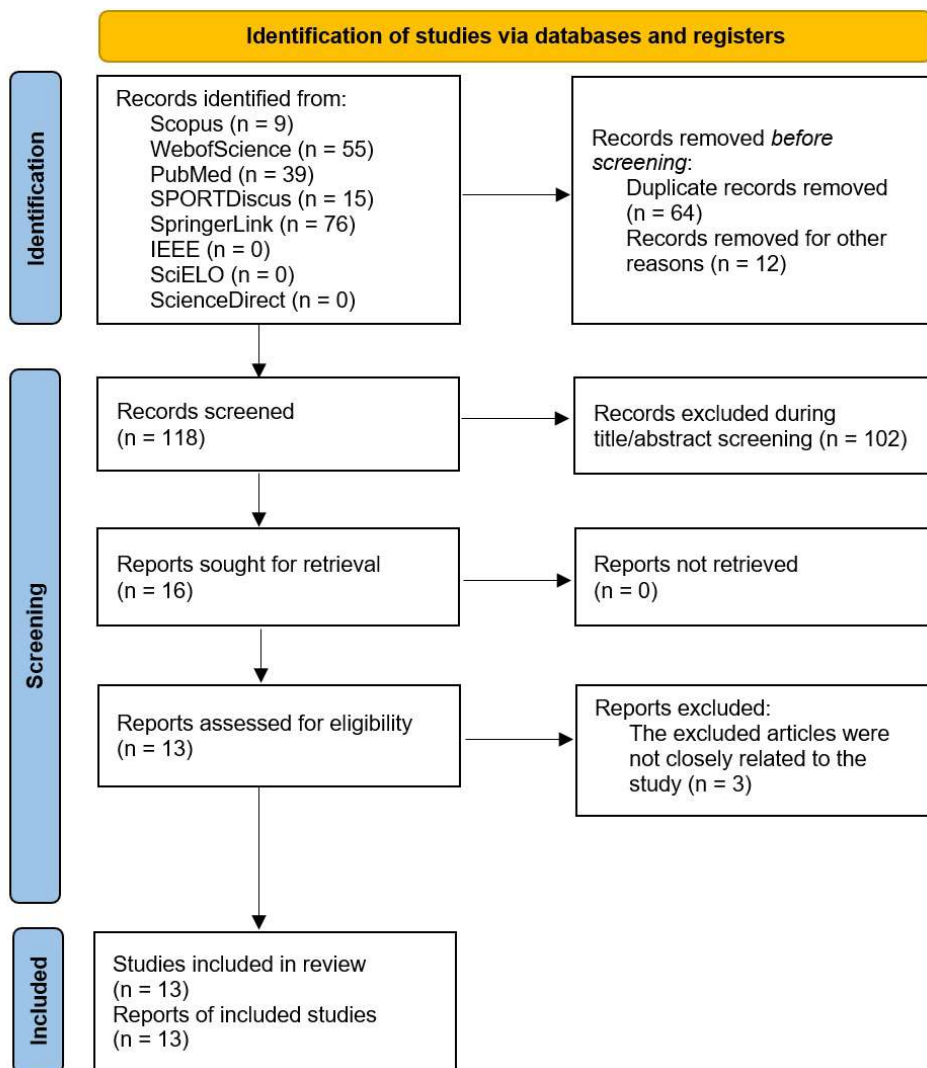 Identification of studies via databases and registers
Identification
Records identified from:
Scopus (n = 9)
WebofScience (n = 55)
PubMed (n = 39)
SPORTDiscus (n = 15)
SpringerLink (n = 76)
IEEE (n = 0)
SciELO (n = 0)
ScienceDirect (n = 0)
Records removed before
screening:
Duplicate records removed
(n = 64)
Records removed for other
reasons (n = 12)
Screening
Records screened
(n = 118)
Records excluded during
title/abstract screening (n = 102)
Reports sought for retrieval
(n = 16)
Reports not retrieved
(n = 0)
Reports assessed for eligibility
(n = 13)
Reports excluded:
The excluded articles were
not closely related to the
study (n = 3)
Included
Studies included in review
(n = 13)
Reports of included studies
(n = 13)